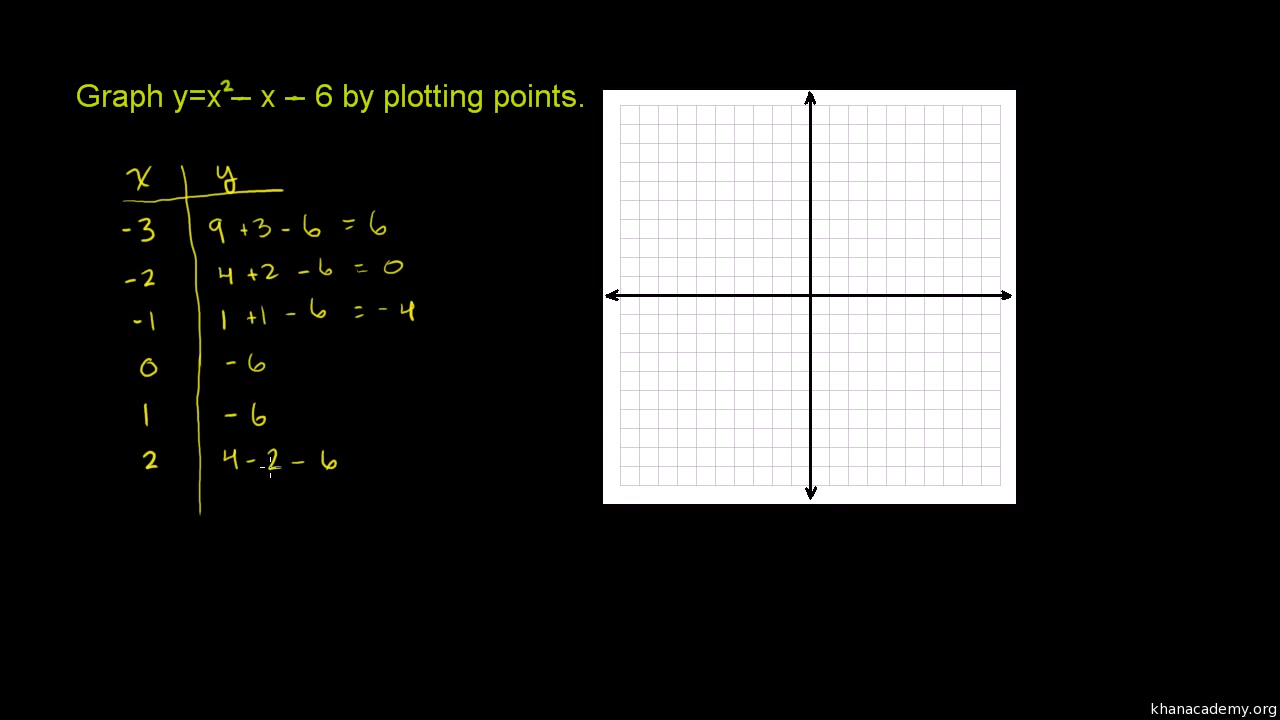 Graph y=x²– x – 6 by plotting points.
x y
-3 9 +3 - 6 = 6
-2 4 +2 - 6 = 0
-1 1 +1 - 6 = -4
0 -6
1 -6
2 4 - 2 - 6
khanacademy.org